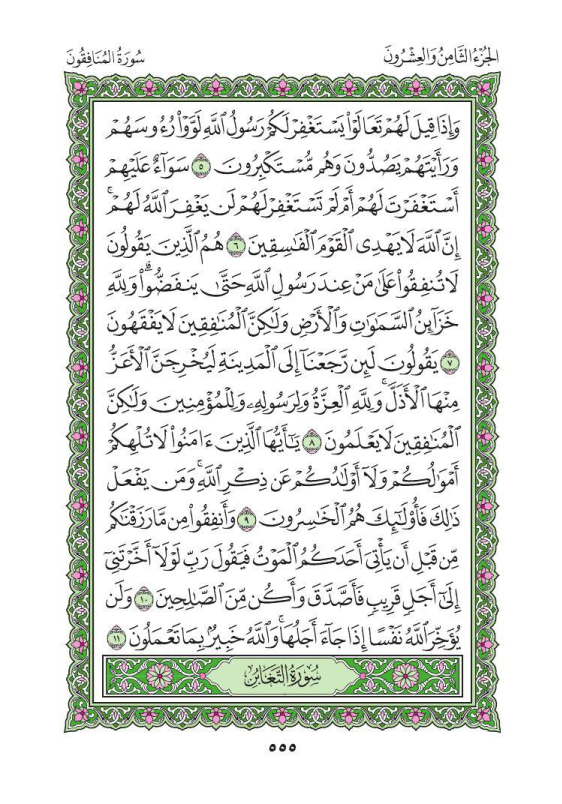 الجُزْءُ الثَّامِنُ وَالعِشْرُونَ
سُورَةُ المُنَافِقُونَ
وَإِذَا قِيلَ لَهُمْ تَعَالَوْا۟ يَسْتَغْفِرْ لَكُمْ رَسُولُ ٱللَّهِ لَوَّوْا۟ رُءُوسَهُمْ
وَرَأَيْتَهُمْ يَصُدُّونَ وَهُم مُّسْتَكْبِرُونَ ٥ سَوَآءٌ عَلَيْهِمْ
أَسْتَغْفَرْتَ لَهُمْ أَمْ لَمْ تَسْتَغْفِرْ لَهُمْ لَن يَغْفِرَ ٱللَّهُ لَهُمْ ۚ
إِنَّ ٱللَّهَ لَا يَهْدِى ٱلْقَوْمَ ٱلْفَٰسِقِينَ ٦ هُمُ ٱلَّذِينَ يَقُولُونَ
لَا تُنفِقُوا۟ عَلَىٰ مَنْ عِندَ رَسُولِ ٱللَّهِ حَتَّىٰ يَنفَضُّوا۟ ۗ وَلِلَّهِ
خَزَآئِنُ ٱلسَّمَٰوَٰتِ وَٱلْأَرْضِ وَلَٰكِنَّ ٱلْمُنَٰفِقِينَ لَا يَفْقَهُونَ
٧ يَقُولُونَ لَئِن رَّجَعْنَآ إِلَى ٱلْمَدِينَةِ لَيُخْرِجَنَّ ٱلْأَعَزُّ
مِنْهَا ٱلْأَذَلَّ ۚ وَلِلَّهِ ٱلْعِزَّةُ وَلِرَسُولِهِۦ وَلِلْمُؤْمِنِينَ وَلَٰكِنَّ
ٱلْمُنَٰفِقِينَ لَا يَعْلَمُونَ ٨ يَٰٓأَيُّهَا ٱلَّذِينَ ءَامَنُوا۟ لَا تُلْهِكُمْ
أَمْوَٰلُكُمْ وَلَآ أَوْلَٰدُكُمْ عَن ذِكْرِ ٱللَّهِ ۚ وَمَن يَفْعَلْ
ذَٰلِكَ فَأُو۟لَٰٓئِكَ هُمُ ٱلْخَٰسِرُونَ ٩ وَأَنفِقُوا۟ مِن مَّا رَزَقْنَٰكُم
مِّن قَبْلِ أَن يَأْتِىَ أَحَدَكُمُ ٱلْمَوْتُ فَيَقُولَ رَبِّ لَوْلَآ أَخَّرْتَنِىٓ
إِلَىٰٓ أَجَلٍ قَرِيبٍ فَأَصَّدَّقَ وَأَكُن مِّنَ ٱلصَّٰلِحِينَ ١٠ وَلَن
يُؤَخِّرَ ٱللَّهُ نَفْسًا إِذَا جَآءَ أَجَلُهَا ۚ وَٱللَّهُ خَبِيرٌۢ بِمَا تَعْمَلُونَ ١١
سُورَةُ التَّغَابُن
٥٥٥